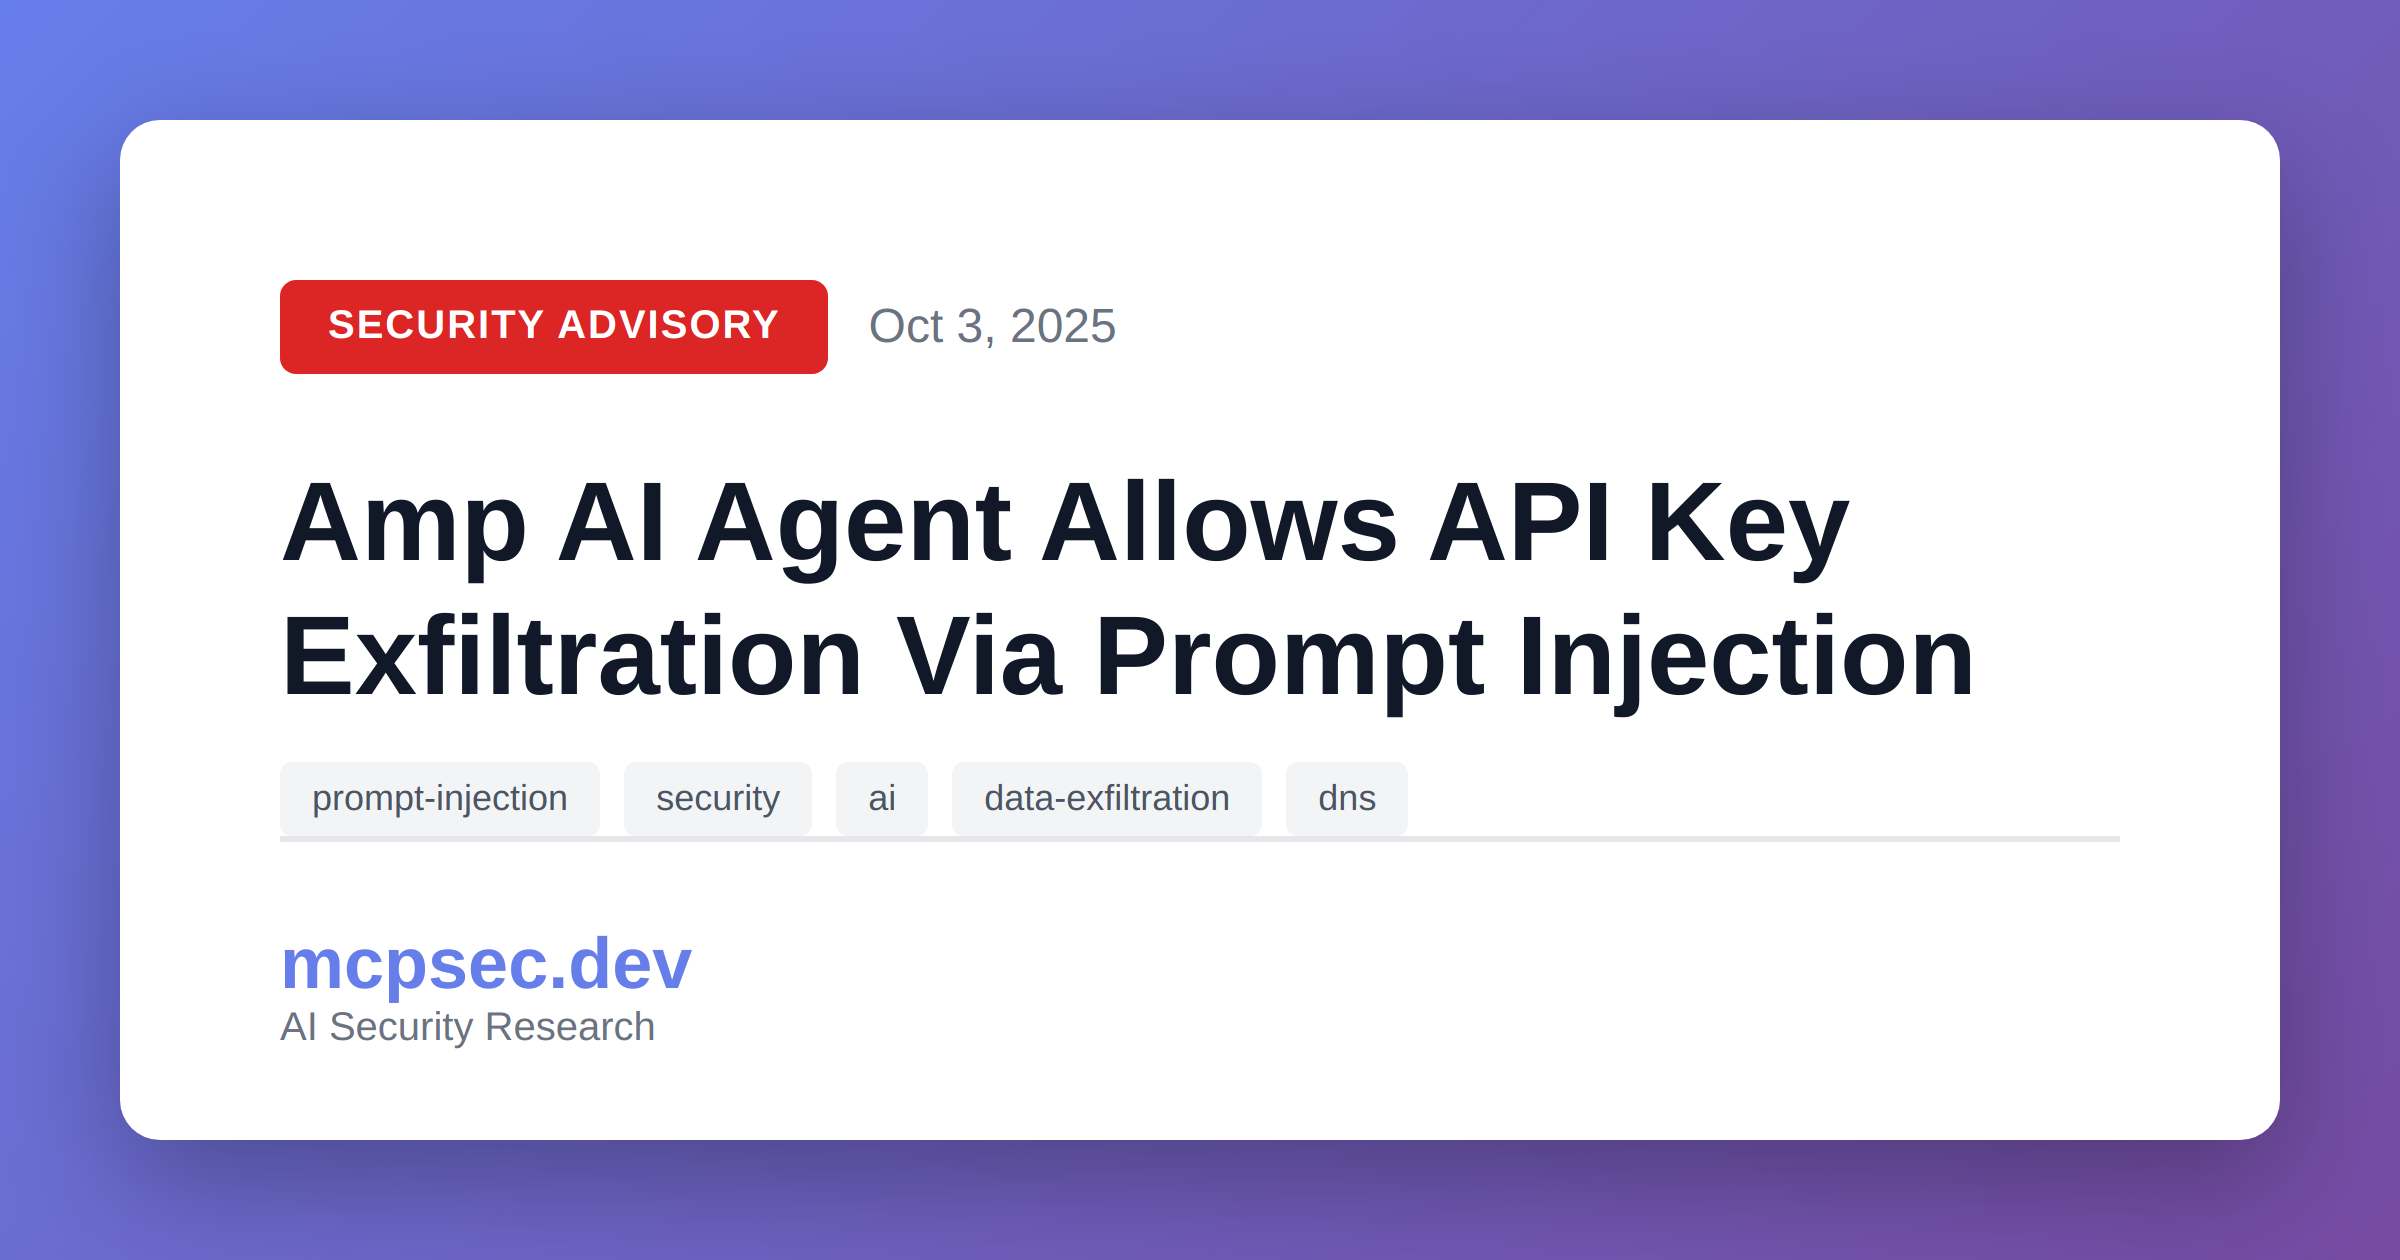 SECURITY ADVISORY
Oct 3, 2025
Amp AI Agent Allows API Key
Exfiltration Via Prompt Injection
prompt-injection security ai data-exfiltration dns
mcpsec.dev
AI Security Research